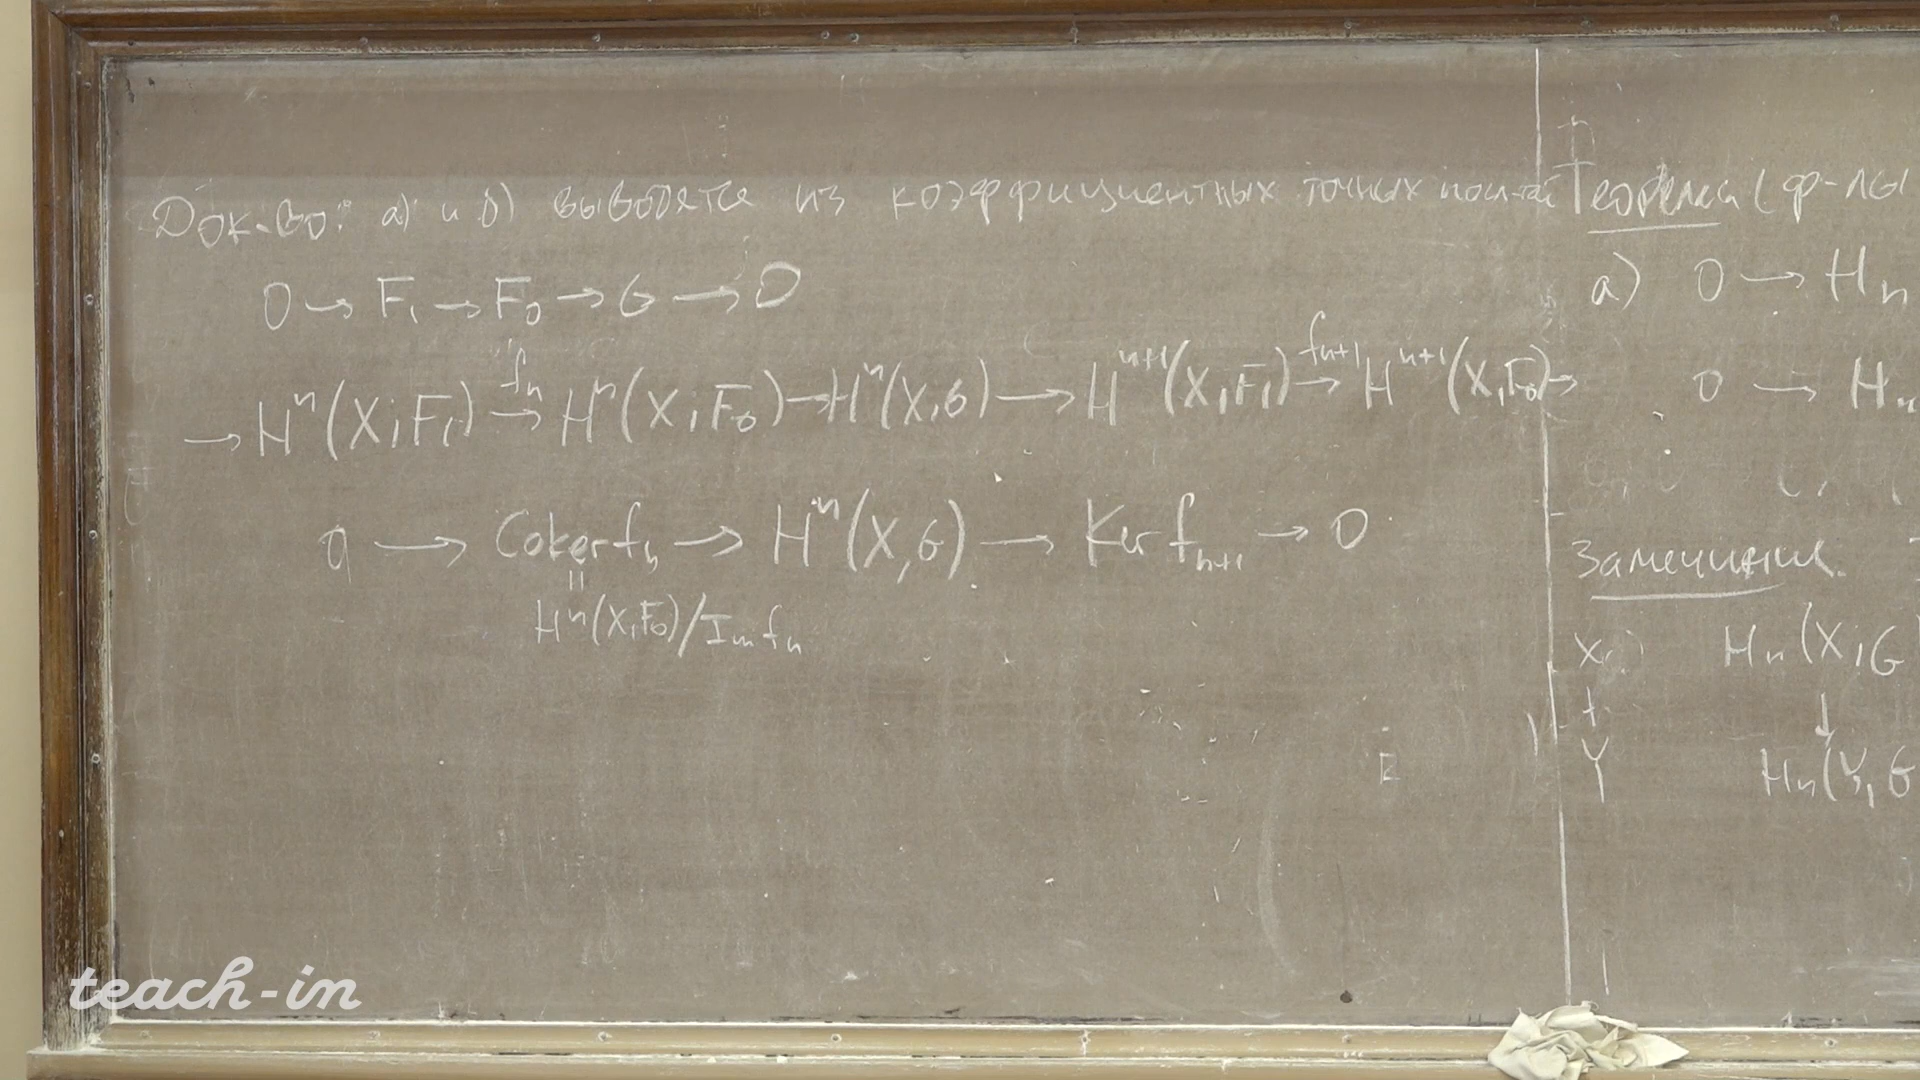 Док-во: а) и б) выводятся из коэффициентных точных посл-тей
0 → F₁ → F₀ → G → 0
→ Hⁿ(X; F₁) →^{fₙ} Hⁿ(X; F₀) → Hⁿ(X, G) → Hⁿ⁺¹(X, F₁) →^{fₙ₊₁} Hⁿ⁺¹(X, F₀) →
0 → Coker fₙ → Hⁿ(X, G) → Ker fₙ₊₁ → 0
||
Hⁿ(X, F₀)/Im fₙ
Теорема (ф-лы
а) 0 → Hₙ
0 → Hₙ
Замечание.
X Hₙ(X; G
↓
Y Hₙ(Y, G
teach-in